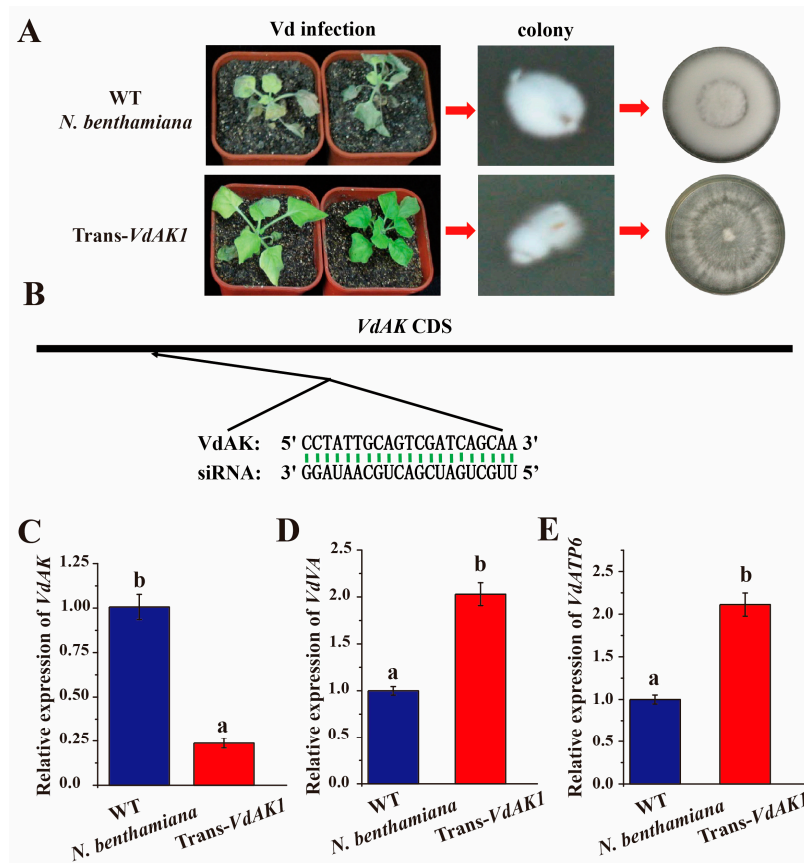 A
Vd infection
colony
WT
N. benthamiana
Trans-VdAK1
B
VdAK CDS
VdAK: 5' CCTATTGCAGTCGATCAGCAA 3'
siRNA: 3' GGAUAACGUCAGCUAGUCGUU 5'
C
Relative expression of VdAK
1.25
1.00
0.75
0.50
0.25
0.0
b
a
WT
N. benthamiana
Trans-VdAK1
D
Relative expression of VdVA
2.5
2.0
1.5
1.0
0.5
0.0
a
b
WT
N. benthamiana
Trans-VdAK1
E
Relative expression of VdATP6
2.5
2.0
1.5
1.0
0.5
0.0
a
b
WT
N. benthamiana
Trans-VdAK1